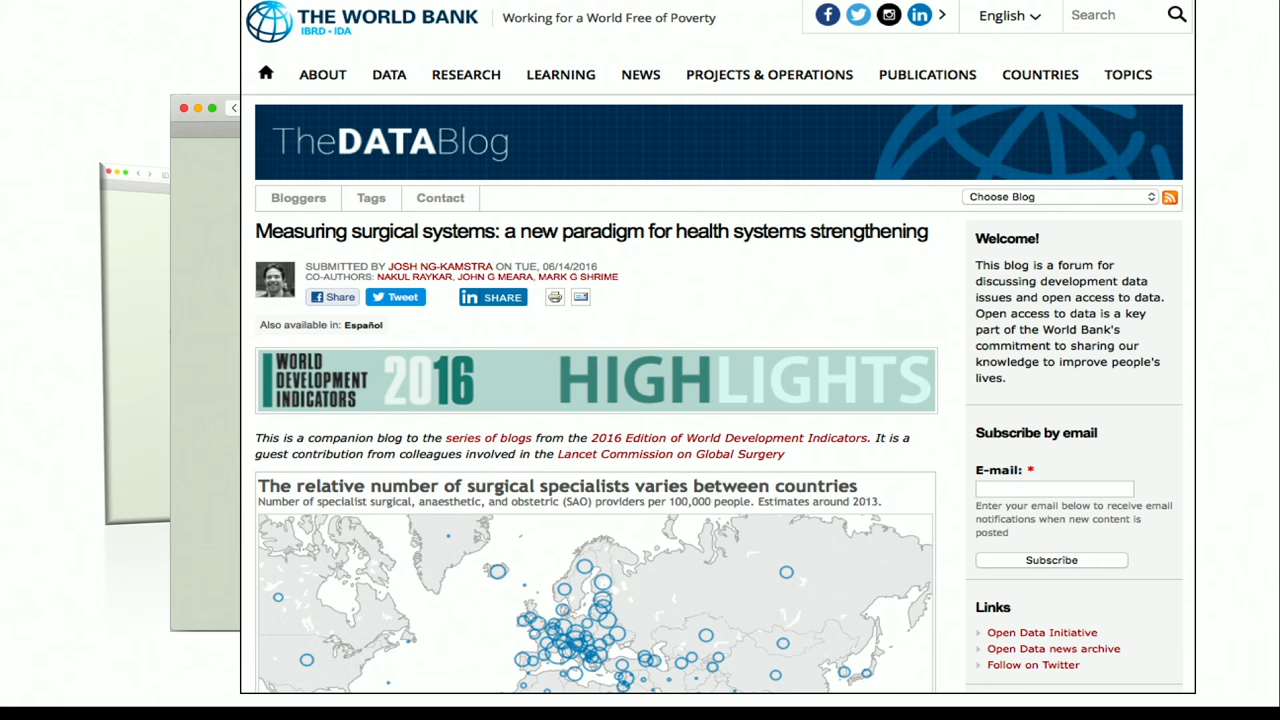 THE WORLD BANK
IBRD • IDA
Working for a World Free of Poverty
English
Search
ABOUT DATA RESEARCH LEARNING NEWS PROJECTS & OPERATIONS PUBLICATIONS COUNTRIES TOPICS
TheDATABlog
Bloggers Tags Contact
Choose Blog
Measuring surgical systems: a new paradigm for health systems strengthening
SUBMITTED BY JOSH NG-KAMSTRA ON TUE, 06/14/2016
CO-AUTHORS: NAKUL RAYKAR, JOHN G MEARA, MARK G SHRIME
Share Tweet SHARE
Also available in: Español
WORLD
DEVELOPMENT
INDICATORS
2016
HIGHLIGHTS
This is a companion blog to the series of blogs from the 2016 Edition of World Development Indicators. It is a
guest contribution from colleagues involved in the Lancet Commission on Global Surgery
The relative number of surgical specialists varies between countries
Number of specialist surgical, anaesthetic, and obstetric (SAO) providers per 100,000 people. Estimates around 2013.
Welcome!
This blog is a forum for
discussing development data
issues and open access to data.
Open access to data is a key
part of the World Bank's
commitment to sharing our
knowledge to improve people's
lives.
Subscribe by email
E-mail: *
Enter your email below to receive email
notifications when new content is
posted
Subscribe
Links
Open Data Initiative
Open Data news archive
Follow on Twitter